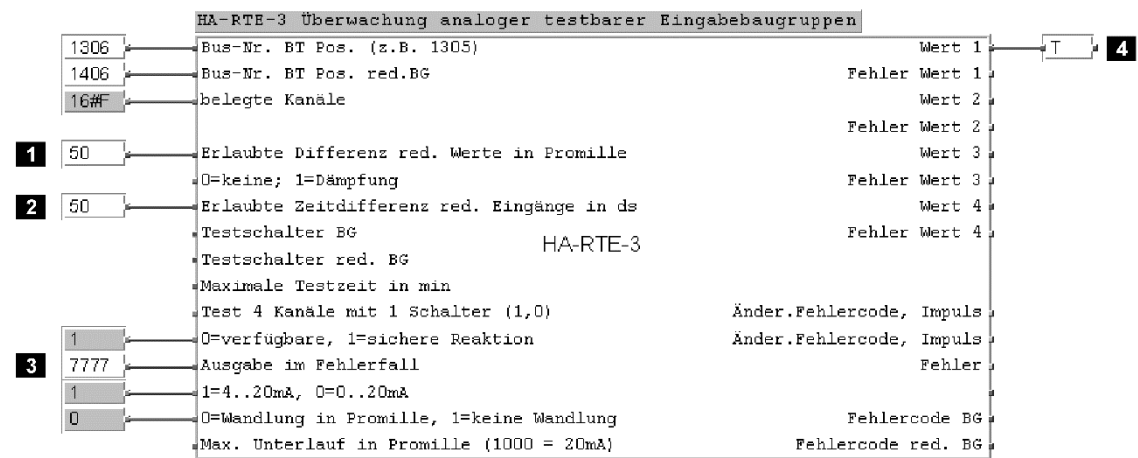 HA-RTE-3 Überwachung analoger testbarer Eingabebaugruppen
1306 Bus-Nr. BT Pos. (z.B. 1305) Wert 1 T 4
1406 Bus-Nr. BT Pos. red.BG Fehler Wert 1
16#F belegte Kanäle Wert 2
Fehler Wert 2
1 50 Erlaubte Differenz red. Werte in Promille Wert 3
0=keine; 1=Dämpfung Fehler Wert 3
2 50 Erlaubte Zeitdifferenz red. Eingänge in ds Wert 4
Testschalter BG Fehler Wert 4
HA-RTE-3
Testschalter red. BG
Maximale Testzeit in min
Test 4 Kanäle mit 1 Schalter (1,0) Änder.Fehlercode, Impuls
1 0=verfügbare, 1=sichere Reaktion Änder.Fehlercode, Impuls
3 7777 Ausgabe im Fehlerfall Fehler
1 1=4..20mA, 0=0..20mA
0 0=Wandlung in Promille, 1=keine Wandlung Fehlercode BG
Max. Unterlauf in Promille (1000 = 20mA) Fehlercode red. BG